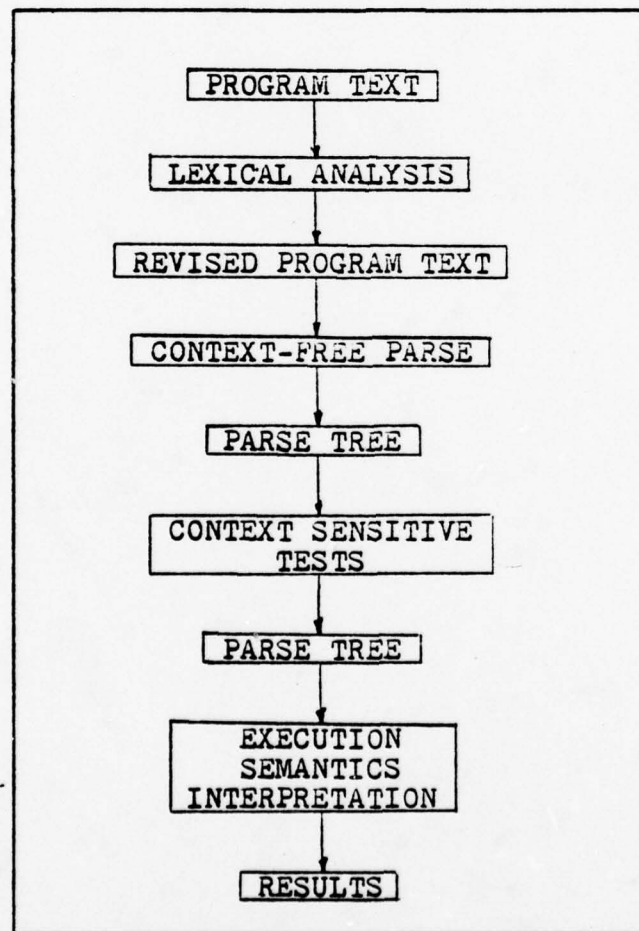 PROGRAM TEXT
LEXICAL ANALYSIS
REVISED PROGRAM TEXT
CONTEXT-FREE PARSE
PARSE TREE
CONTEXT SENSITIVE
TESTS
PARSE TREE
EXECUTION
SEMANTICS
INTERPRETATION
RESULTS